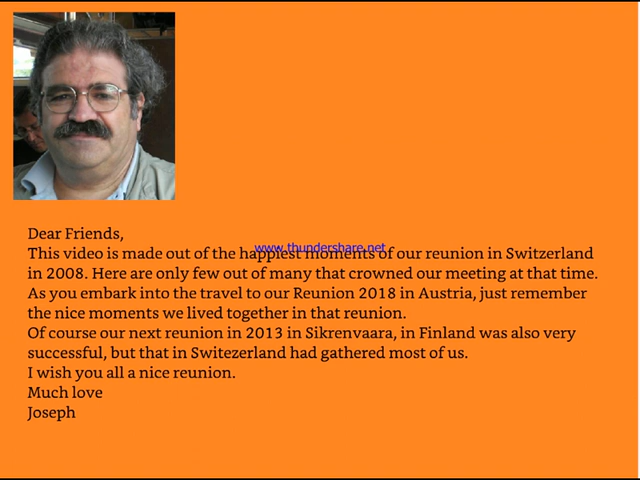 Dear Friends,
www.thundershare.net
This video is made out of the happiest moments of our reunion in Switzerland
in 2008. Here are only few out of many that crowned our meeting at that time.
As you embark into the travel to our Reunion 2018 in Austria, just remember
the nice moments we lived together in that reunion.
Of course our next reunion in 2013 in Sikrenvaara, in Finland was also very
successful, but that in Switezerland had gathered most of us.
I wish you all a nice reunion.
Much love
Joseph